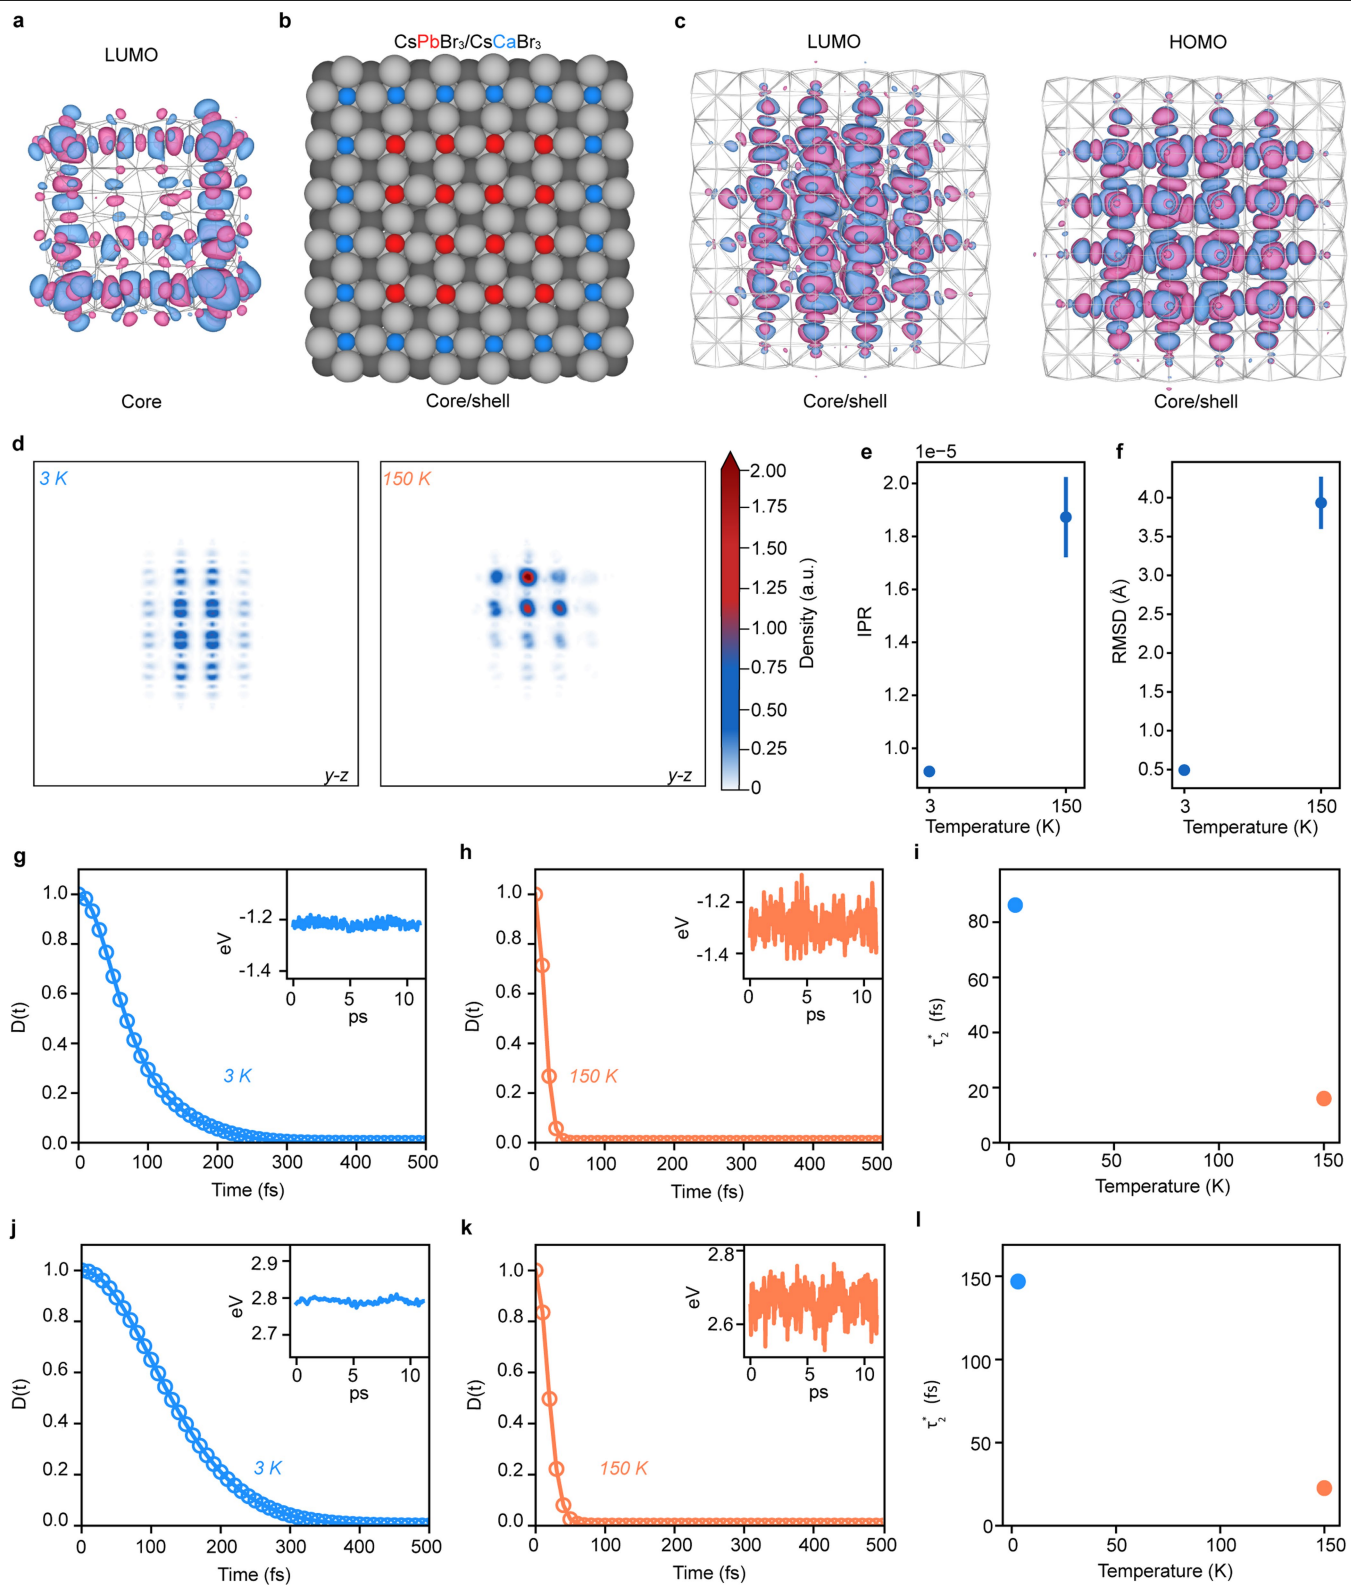 a
b
c
LUMO
CsPbBr₃/CsCaBr₃
LUMO
HOMO
Core
Core/shell
Core/shell
Core/shell
d
3 K
y-z
150 K
y-z
2.00
1.75
1.50
1.25
1.00
0.75
0.50
0.25
0
Density (a.u.)
e
1e−5
2.0
1.8
1.6
1.4
1.2
1.0
IPR
3
150
Temperature (K)
f
4.0
3.5
3.0
2.5
2.0
1.5
1.0
0.5
RMSD (Å)
3
150
Temperature (K)
g
1.0
0.8
0.6
0.4
0.2
0.0
D(t)
0 100 200 300 400 500
Time (fs)
3 K
-1.2
-1.4
eV
0 5 10
ps
h
1.0
0.8
0.6
0.4
0.2
0.0
D(t)
0 100 200 300 400 500
Time (fs)
150 K
-1.2
-1.4
eV
0 5 10
ps
i
80
60
40
20
0
τ₂* (fs)
0 50 100 150
Temperature (K)
j
1.0
0.8
0.6
0.4
0.2
0.0
D(t)
0 100 200 300 400 500
Time (fs)
3 K
2.9
2.8
2.7
eV
0 5 10
ps
k
1.0
0.8
0.6
0.4
0.2
0.0
D(t)
0 100 200 300 400 500
Time (fs)
150 K
2.8
2.6
eV
0 5 10
ps
l
150
100
50
0
τ₂* (fs)
0 50 100 150
Temperature (K)